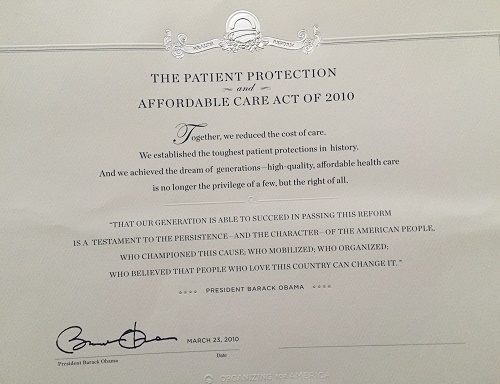 HEALTH REFORM
THE PATIENT PROTECTION
and
AFFORDABLE CARE ACT OF 2010
Together, we reduced the cost of care.
We established the toughest patient protections in history.
And we achieved the dream of generations—high-quality, affordable health care
is no longer the privilege of a few, but the right of all.
"THAT OUR GENERATION IS ABLE TO SUCCEED IN PASSING THIS REFORM
IS A TESTAMENT TO THE PERSISTENCE—AND THE CHARACTER—OF THE AMERICAN PEOPLE,
WHO CHAMPIONED THIS CAUSE; WHO MOBILIZED; WHO ORGANIZED;
WHO BELIEVED THAT PEOPLE WHO LOVE THIS COUNTRY CAN CHANGE IT."
PRESIDENT BARACK OBAMA
MARCH 23, 2010
President Barack Obama Date
ORGANIZING AMERICA